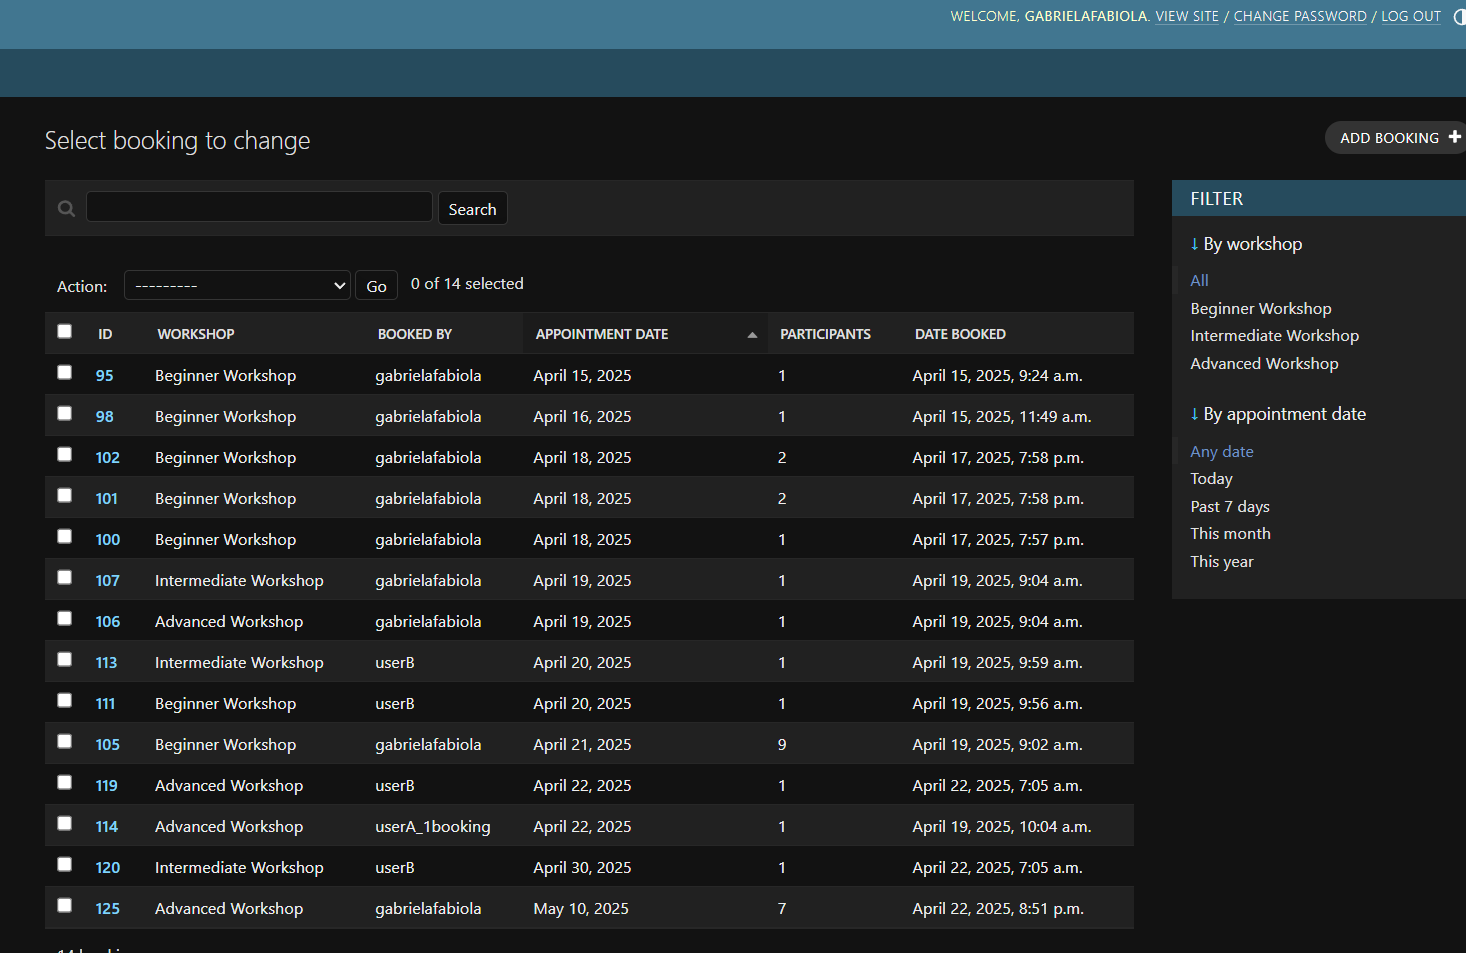 WELCOME, GABRIELAFABIOLA. VIEW SITE / CHANGE PASSWORD / LOG OUT
Select booking to change
ADD BOOKING
Search
Action: --------- Go 0 of 14 selected
ID WORKSHOP BOOKED BY APPOINTMENT DATE PARTICIPANTS DATE BOOKED
95 Beginner Workshop gabrielafabiola April 15, 2025 1 April 15, 2025, 9:24 a.m.
98 Beginner Workshop gabrielafabiola April 16, 2025 1 April 15, 2025, 11:49 a.m.
102 Beginner Workshop gabrielafabiola April 18, 2025 2 April 17, 2025, 7:58 p.m.
101 Beginner Workshop gabrielafabiola April 18, 2025 2 April 17, 2025, 7:58 p.m.
100 Beginner Workshop gabrielafabiola April 18, 2025 1 April 17, 2025, 7:57 p.m.
107 Intermediate Workshop gabrielafabiola April 19, 2025 1 April 19, 2025, 9:04 a.m.
106 Advanced Workshop gabrielafabiola April 19, 2025 1 April 19, 2025, 9:04 a.m.
113 Intermediate Workshop userB April 20, 2025 1 April 19, 2025, 9:59 a.m.
111 Beginner Workshop userB April 20, 2025 1 April 19, 2025, 9:56 a.m.
105 Beginner Workshop gabrielafabiola April 21, 2025 9 April 19, 2025, 9:02 a.m.
119 Advanced Workshop userB April 22, 2025 1 April 22, 2025, 7:05 a.m.
114 Advanced Workshop userA_1booking April 22, 2025 1 April 19, 2025, 10:04 a.m.
120 Intermediate Workshop userB April 30, 2025 1 April 22, 2025, 7:05 a.m.
125 Advanced Workshop gabrielafabiola May 10, 2025 7 April 22, 2025, 8:51 p.m.
FILTER
↓ By workshop
All
Beginner Workshop
Intermediate Workshop
Advanced Workshop
↓ By appointment date
Any date
Today
Past 7 days
This month
This year